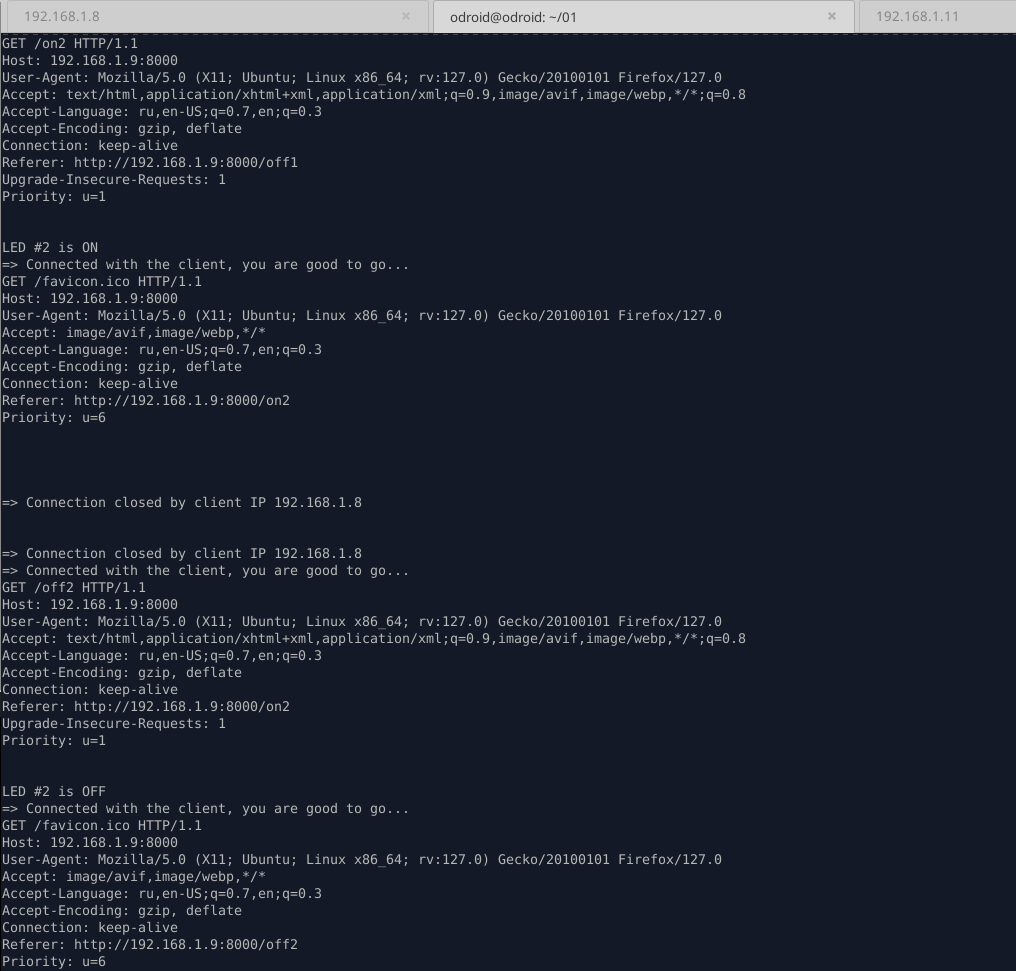 192.168.1.8 × odroid@odroid: ~/01 × 192.168.1.11
GET /on2 HTTP/1.1
Host: 192.168.1.9:8000
User-Agent: Mozilla/5.0 (X11; Ubuntu; Linux x86_64; rv:127.0) Gecko/20100101 Firefox/127.0
Accept: text/html,application/xhtml+xml,application/xml;q=0.9,image/avif,image/webp,*/*;q=0.8
Accept-Language: ru,en-US;q=0.7,en;q=0.3
Accept-Encoding: gzip, deflate
Connection: keep-alive
Referer: http://192.168.1.9:8000/off1
Upgrade-Insecure-Requests: 1
Priority: u=1
LED #2 is ON
=> Connected with the client, you are good to go...
GET /favicon.ico HTTP/1.1
Host: 192.168.1.9:8000
User-Agent: Mozilla/5.0 (X11; Ubuntu; Linux x86_64; rv:127.0) Gecko/20100101 Firefox/127.0
Accept: image/avif,image/webp,*/*
Accept-Language: ru,en-US;q=0.7,en;q=0.3
Accept-Encoding: gzip, deflate
Connection: keep-alive
Referer: http://192.168.1.9:8000/on2
Priority: u=6
=> Connection closed by client IP 192.168.1.8
=> Connection closed by client IP 192.168.1.8
=> Connected with the client, you are good to go...
GET /off2 HTTP/1.1
Host: 192.168.1.9:8000
User-Agent: Mozilla/5.0 (X11; Ubuntu; Linux x86_64; rv:127.0) Gecko/20100101 Firefox/127.0
Accept: text/html,application/xhtml+xml,application/xml;q=0.9,image/avif,image/webp,*/*;q=0.8
Accept-Language: ru,en-US;q=0.7,en;q=0.3
Accept-Encoding: gzip, deflate
Connection: keep-alive
Referer: http://192.168.1.9:8000/on2
Upgrade-Insecure-Requests: 1
Priority: u=1
LED #2 is OFF
=> Connected with the client, you are good to go...
GET /favicon.ico HTTP/1.1
Host: 192.168.1.9:8000
User-Agent: Mozilla/5.0 (X11; Ubuntu; Linux x86_64; rv:127.0) Gecko/20100101 Firefox/127.0
Accept: image/avif,image/webp,*/*
Accept-Language: ru,en-US;q=0.7,en;q=0.3
Accept-Encoding: gzip, deflate
Connection: keep-alive
Referer: http://192.168.1.9:8000/off2
Priority: u=6